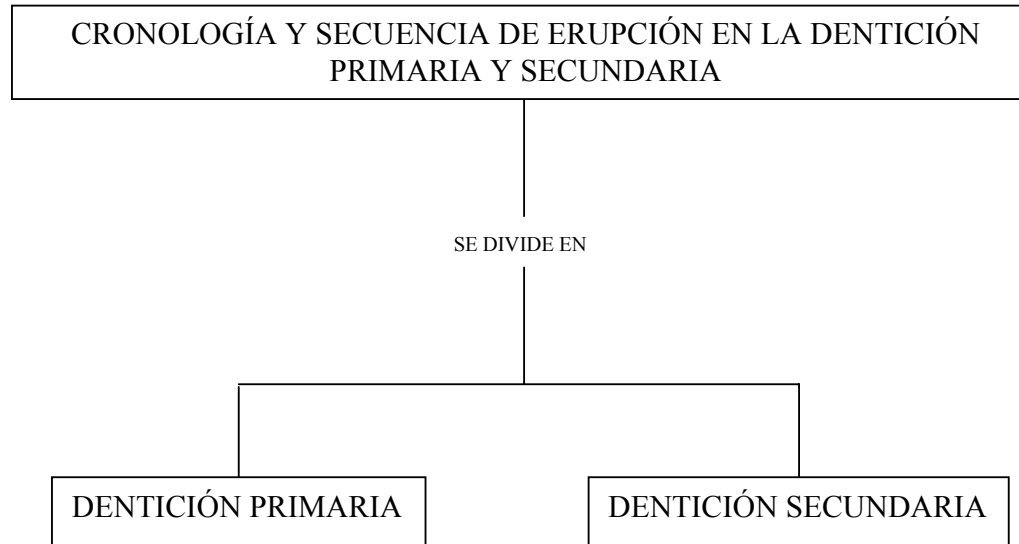 CRONOLOGÍA Y SECUENCIA DE ERUPCIÓN EN LA DENTICIÓN
PRIMARIA Y SECUNDARIA
SE DIVIDE EN
DENTICIÓN PRIMARIA
DENTICIÓN SECUNDARIA